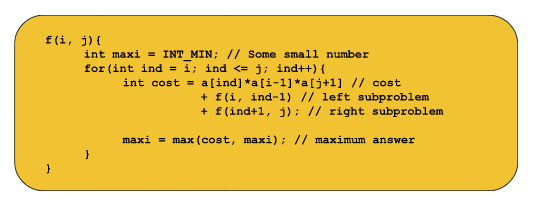 f(i, j){
int maxi = INT_MIN; // Some small number
for(int ind = i; ind <= j; ind++){
int cost = a[ind]*a[i-1]*a[j+1] // cost
+ f(i, ind-1) // left subproblem
+ f(ind+1, j); // right subproblem
maxi = max(cost, maxi); // maximum answer
}
}